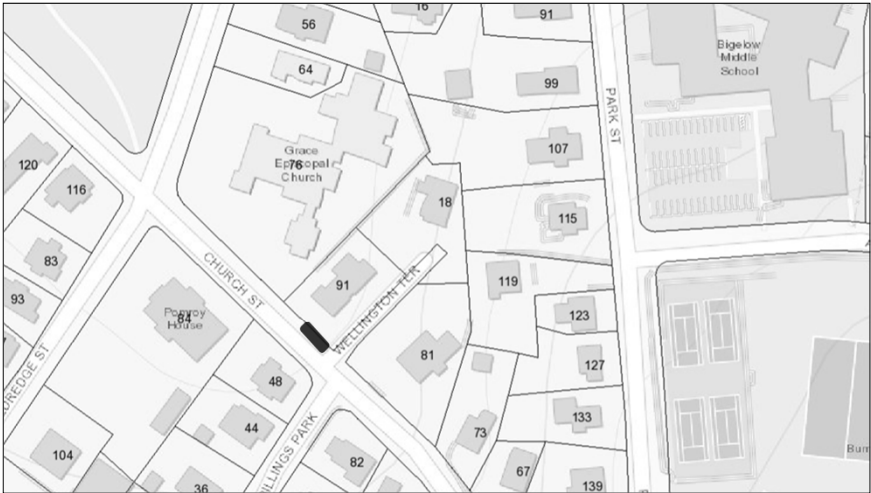 56
16
91
64
99
Bigelow
Middle
School
PARK ST
107
Grace
Episcopal
76
Church
120
116
18
115
83
CHURCH ST
91
WELLINGTON TER
119
93
Pomroy
84
House
123
81
127
48
133
44
73
104
82
67
36
139